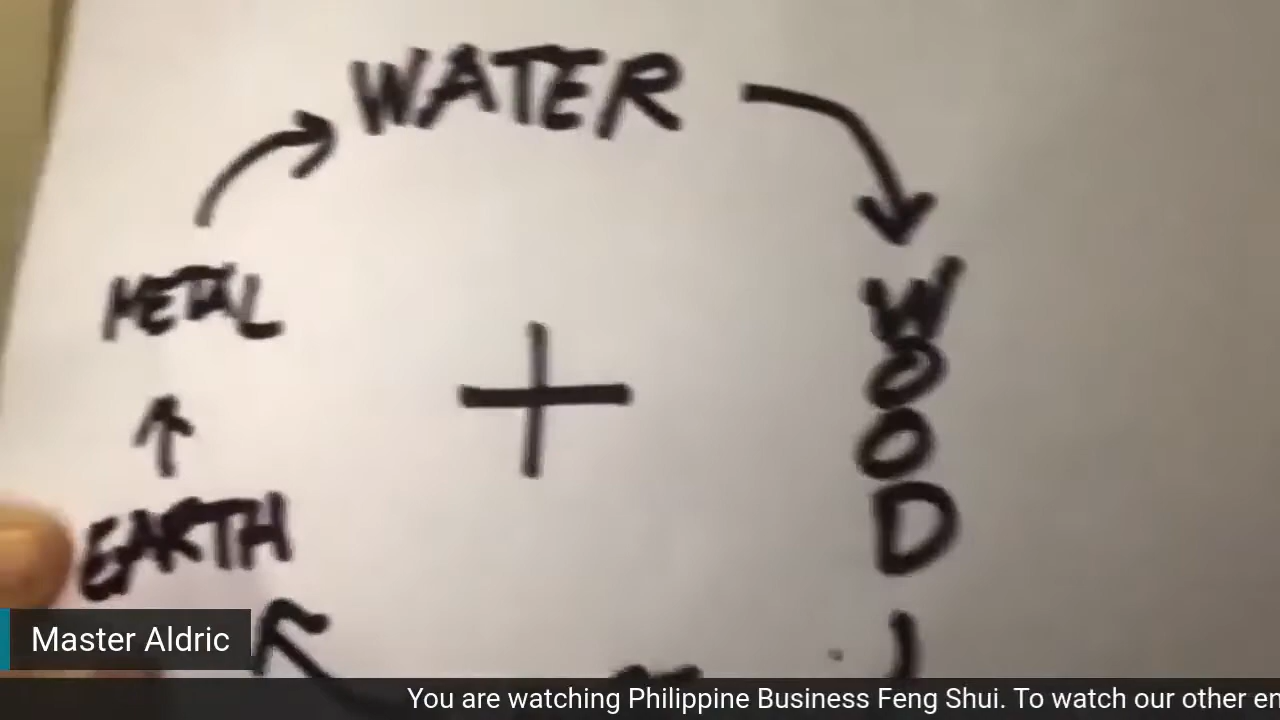 WATER
METAL
WOOD
EARTH
Master Aldric
You are watching Philippine Business Feng Shui. To watch our other en